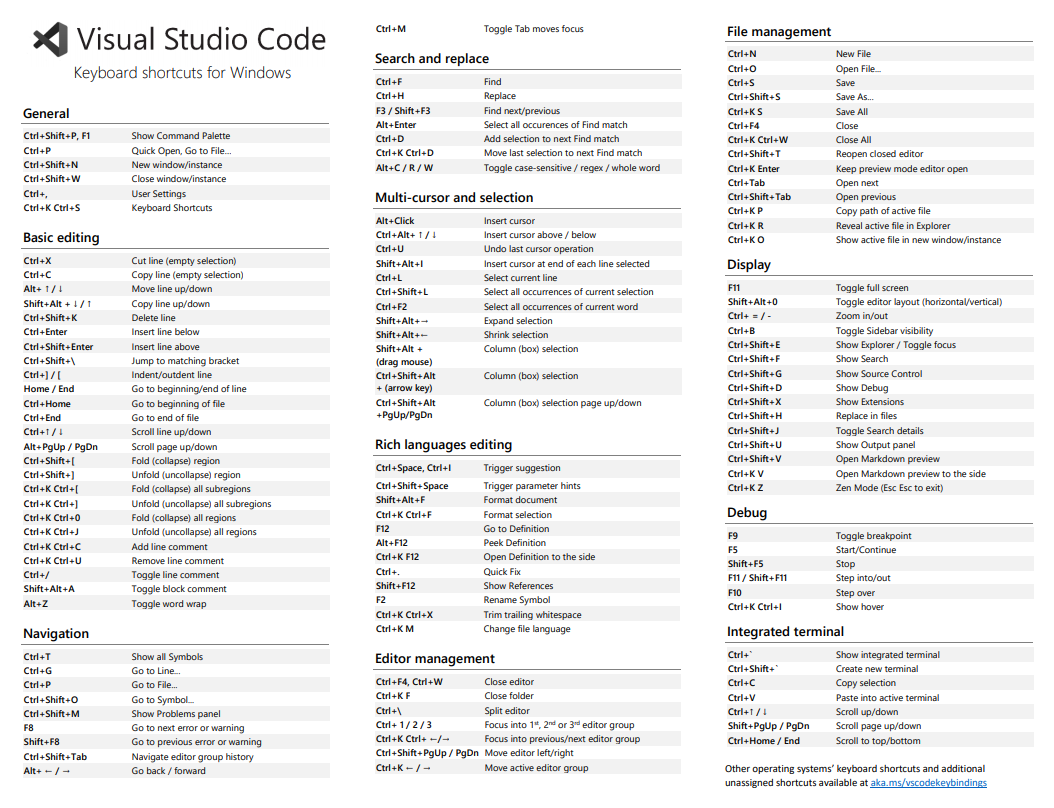 Visual Studio Code
Keyboard shortcuts for Windows
General
Ctrl+Shift+P, F1 Show Command Palette
Ctrl+P Quick Open, Go to File…
Ctrl+Shift+N New window/instance
Ctrl+Shift+W Close window/instance
Ctrl+, User Settings
Ctrl+K Ctrl+S Keyboard Shortcuts
Basic editing
Ctrl+X Cut line (empty selection)
Ctrl+C Copy line (empty selection)
Alt+ ↑ / ↓ Move line up/down
Shift+Alt + ↓ / ↑ Copy line up/down
Ctrl+Shift+K Delete line
Ctrl+Enter Insert line below
Ctrl+Shift+Enter Insert line above
Ctrl+Shift+\ Jump to matching bracket
Ctrl+] / [ Indent/outdent line
Home / End Go to beginning/end of line
Ctrl+Home Go to beginning of file
Ctrl+End Go to end of file
Ctrl+↑ / ↓ Scroll line up/down
Alt+PgUp / PgDn Scroll page up/down
Ctrl+Shift+[ Fold (collapse) region
Ctrl+Shift+] Unfold (uncollapse) region
Ctrl+K Ctrl+[ Fold (collapse) all subregions
Ctrl+K Ctrl+] Unfold (uncollapse) all subregions
Ctrl+K Ctrl+0 Fold (collapse) all regions
Ctrl+K Ctrl+J Unfold (uncollapse) all regions
Ctrl+K Ctrl+C Add line comment
Ctrl+K Ctrl+U Remove line comment
Ctrl+/ Toggle line comment
Shift+Alt+A Toggle block comment
Alt+Z Toggle word wrap
Navigation
Ctrl+T Show all Symbols
Ctrl+G Go to Line...
Ctrl+P Go to File...
Ctrl+Shift+O Go to Symbol...
Ctrl+Shift+M Show Problems panel
F8 Go to next error or warning
Shift+F8 Go to previous error or warning
Ctrl+Shift+Tab Navigate editor group history
Alt+ ← / → Go back / forward
Ctrl+M Toggle Tab moves focus
Search and replace
Ctrl+F Find
Ctrl+H Replace
F3 / Shift+F3 Find next/previous
Alt+Enter Select all occurences of Find match
Ctrl+D Add selection to next Find match
Ctrl+K Ctrl+D Move last selection to next Find match
Alt+C / R / W Toggle case-sensitive / regex / whole word
Multi-cursor and selection
Alt+Click Insert cursor
Ctrl+Alt+ ↑ / ↓ Insert cursor above / below
Ctrl+U Undo last cursor operation
Shift+Alt+I Insert cursor at end of each line selected
Ctrl+L Select current line
Ctrl+Shift+L Select all occurrences of current selection
Ctrl+F2 Select all occurrences of current word
Shift+Alt+→ Expand selection
Shift+Alt+← Shrink selection
Shift+Alt + Column (box) selection
(drag mouse)
Ctrl+Shift+Alt Column (box) selection
+ (arrow key)
Ctrl+Shift+Alt Column (box) selection page up/down
+PgUp/PgDn
Rich languages editing
Ctrl+Space, Ctrl+I Trigger suggestion
Ctrl+Shift+Space Trigger parameter hints
Shift+Alt+F Format document
Ctrl+K Ctrl+F Format selection
F12 Go to Definition
Alt+F12 Peek Definition
Ctrl+K F12 Open Definition to the side
Ctrl+. Quick Fix
Shift+F12 Show References
F2 Rename Symbol
Ctrl+K Ctrl+X Trim trailing whitespace
Ctrl+K M Change file language
Editor management
Ctrl+F4, Ctrl+W Close editor
Ctrl+K F Close folder
Ctrl+\ Split editor
Ctrl+ 1 / 2 / 3 Focus into 1st, 2nd or 3rd editor group
Ctrl+K Ctrl+ ←/→ Focus into previous/next editor group
Ctrl+Shift+PgUp / PgDn Move editor left/right
Ctrl+K ← / → Move active editor group
File management
Ctrl+N New File
Ctrl+O Open File...
Ctrl+S Save
Ctrl+Shift+S Save As...
Ctrl+K S Save All
Ctrl+F4 Close
Ctrl+K Ctrl+W Close All
Ctrl+Shift+T Reopen closed editor
Ctrl+K Enter Keep preview mode editor open
Ctrl+Tab Open next
Ctrl+Shift+Tab Open previous
Ctrl+K P Copy path of active file
Ctrl+K R Reveal active file in Explorer
Ctrl+K O Show active file in new window/instance
Display
F11 Toggle full screen
Shift+Alt+0 Toggle editor layout (horizontal/vertical)
Ctrl+ = / - Zoom in/out
Ctrl+B Toggle Sidebar visibility
Ctrl+Shift+E Show Explorer / Toggle focus
Ctrl+Shift+F Show Search
Ctrl+Shift+G Show Source Control
Ctrl+Shift+D Show Debug
Ctrl+Shift+X Show Extensions
Ctrl+Shift+H Replace in files
Ctrl+Shift+J Toggle Search details
Ctrl+Shift+U Show Output panel
Ctrl+Shift+V Open Markdown preview
Ctrl+K V Open Markdown preview to the side
Ctrl+K Z Zen Mode (Esc Esc to exit)
Debug
F9 Toggle breakpoint
F5 Start/Continue
Shift+F5 Stop
F11 / Shift+F11 Step into/out
F10 Step over
Ctrl+K Ctrl+I Show hover
Integrated terminal
Ctrl+` Show integrated terminal
Ctrl+Shift+` Create new terminal
Ctrl+C Copy selection
Ctrl+V Paste into active terminal
Ctrl+↑ / ↓ Scroll up/down
Shift+PgUp / PgDn Scroll page up/down
Ctrl+Home / End Scroll to top/bottom
Other operating systems' keyboard shortcuts and additional
unassigned shortcuts available at aka.ms/vscodekeybindings